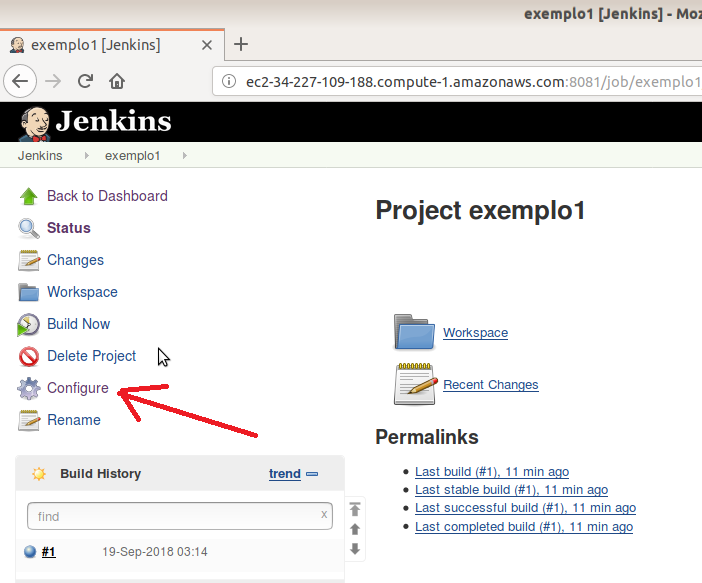 exemplo1 [Jenkins] - Moz
exemplo1 [Jenkins]
ec2-34-227-109-188.compute-1.amazonaws.com:8081/job/exemplo1
Jenkins
Jenkins exemplo1
Back to Dashboard
Status
Changes
Workspace
Build Now
Delete Project
Configure
Rename
Build History trend
find x
#1 19-Sep-2018 03:14
Project exemplo1
Workspace
Recent Changes
Permalinks
Last build (#1), 11 min ago
Last stable build (#1), 11 min ago
Last successful build (#1), 11 min ago
Last completed build (#1), 11 min ago